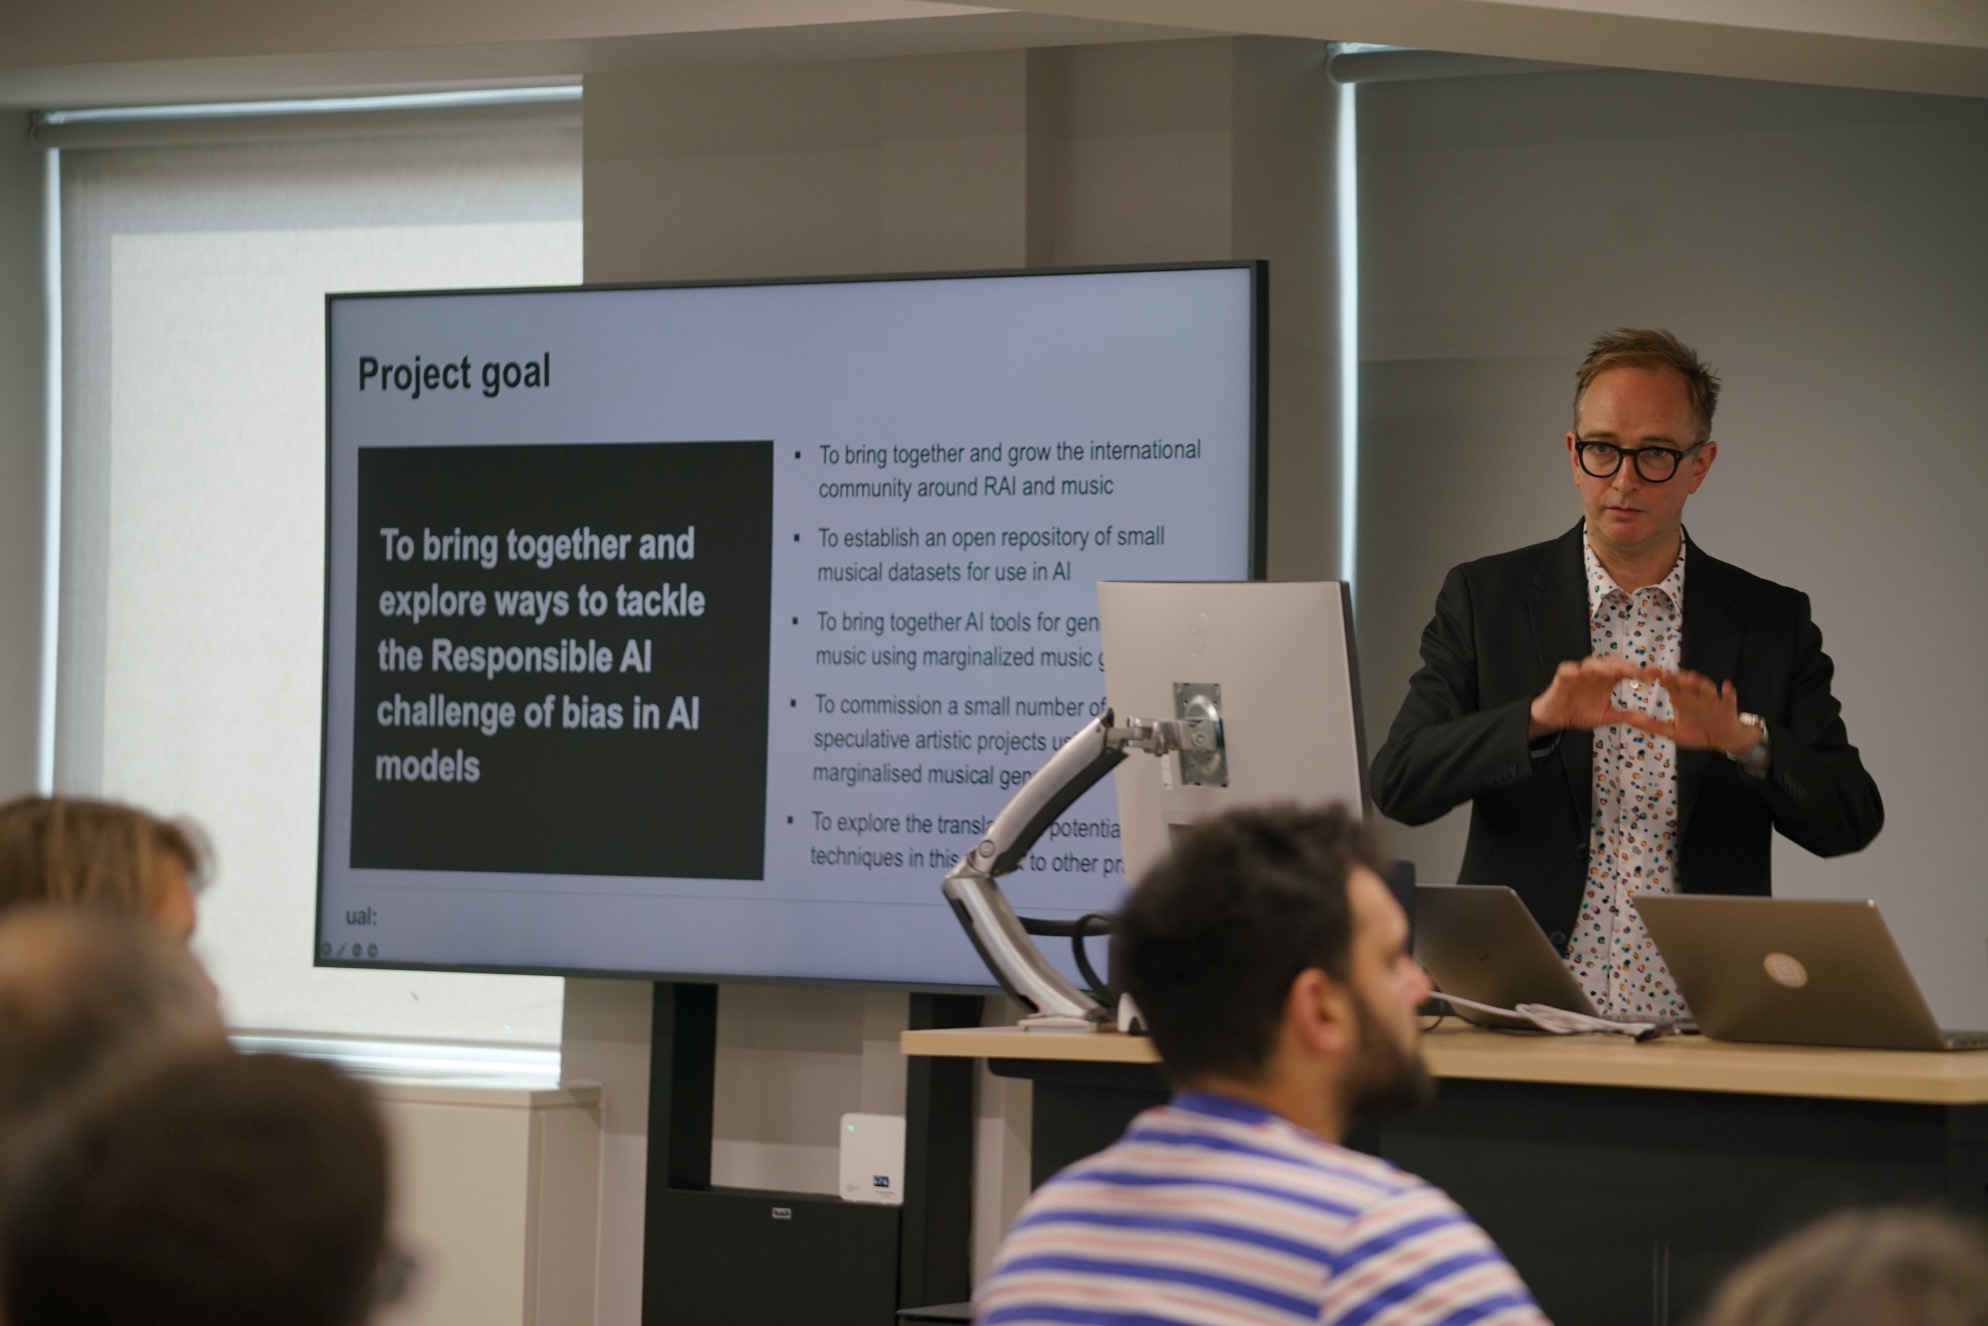 Project goal
To bring together and
explore ways to tackle
the Responsible AI
challenge of bias in AI
models
▪ To bring together and grow the international
community around RAI and music
▪ To establish an open repository of small
musical datasets for use in AI
▪ To bring together AI tools for
music using marginalized music
▪ To commission a small number of
speculative artistic projects
marginalised musical
▪ To explore the
techniques in this to other
ual: